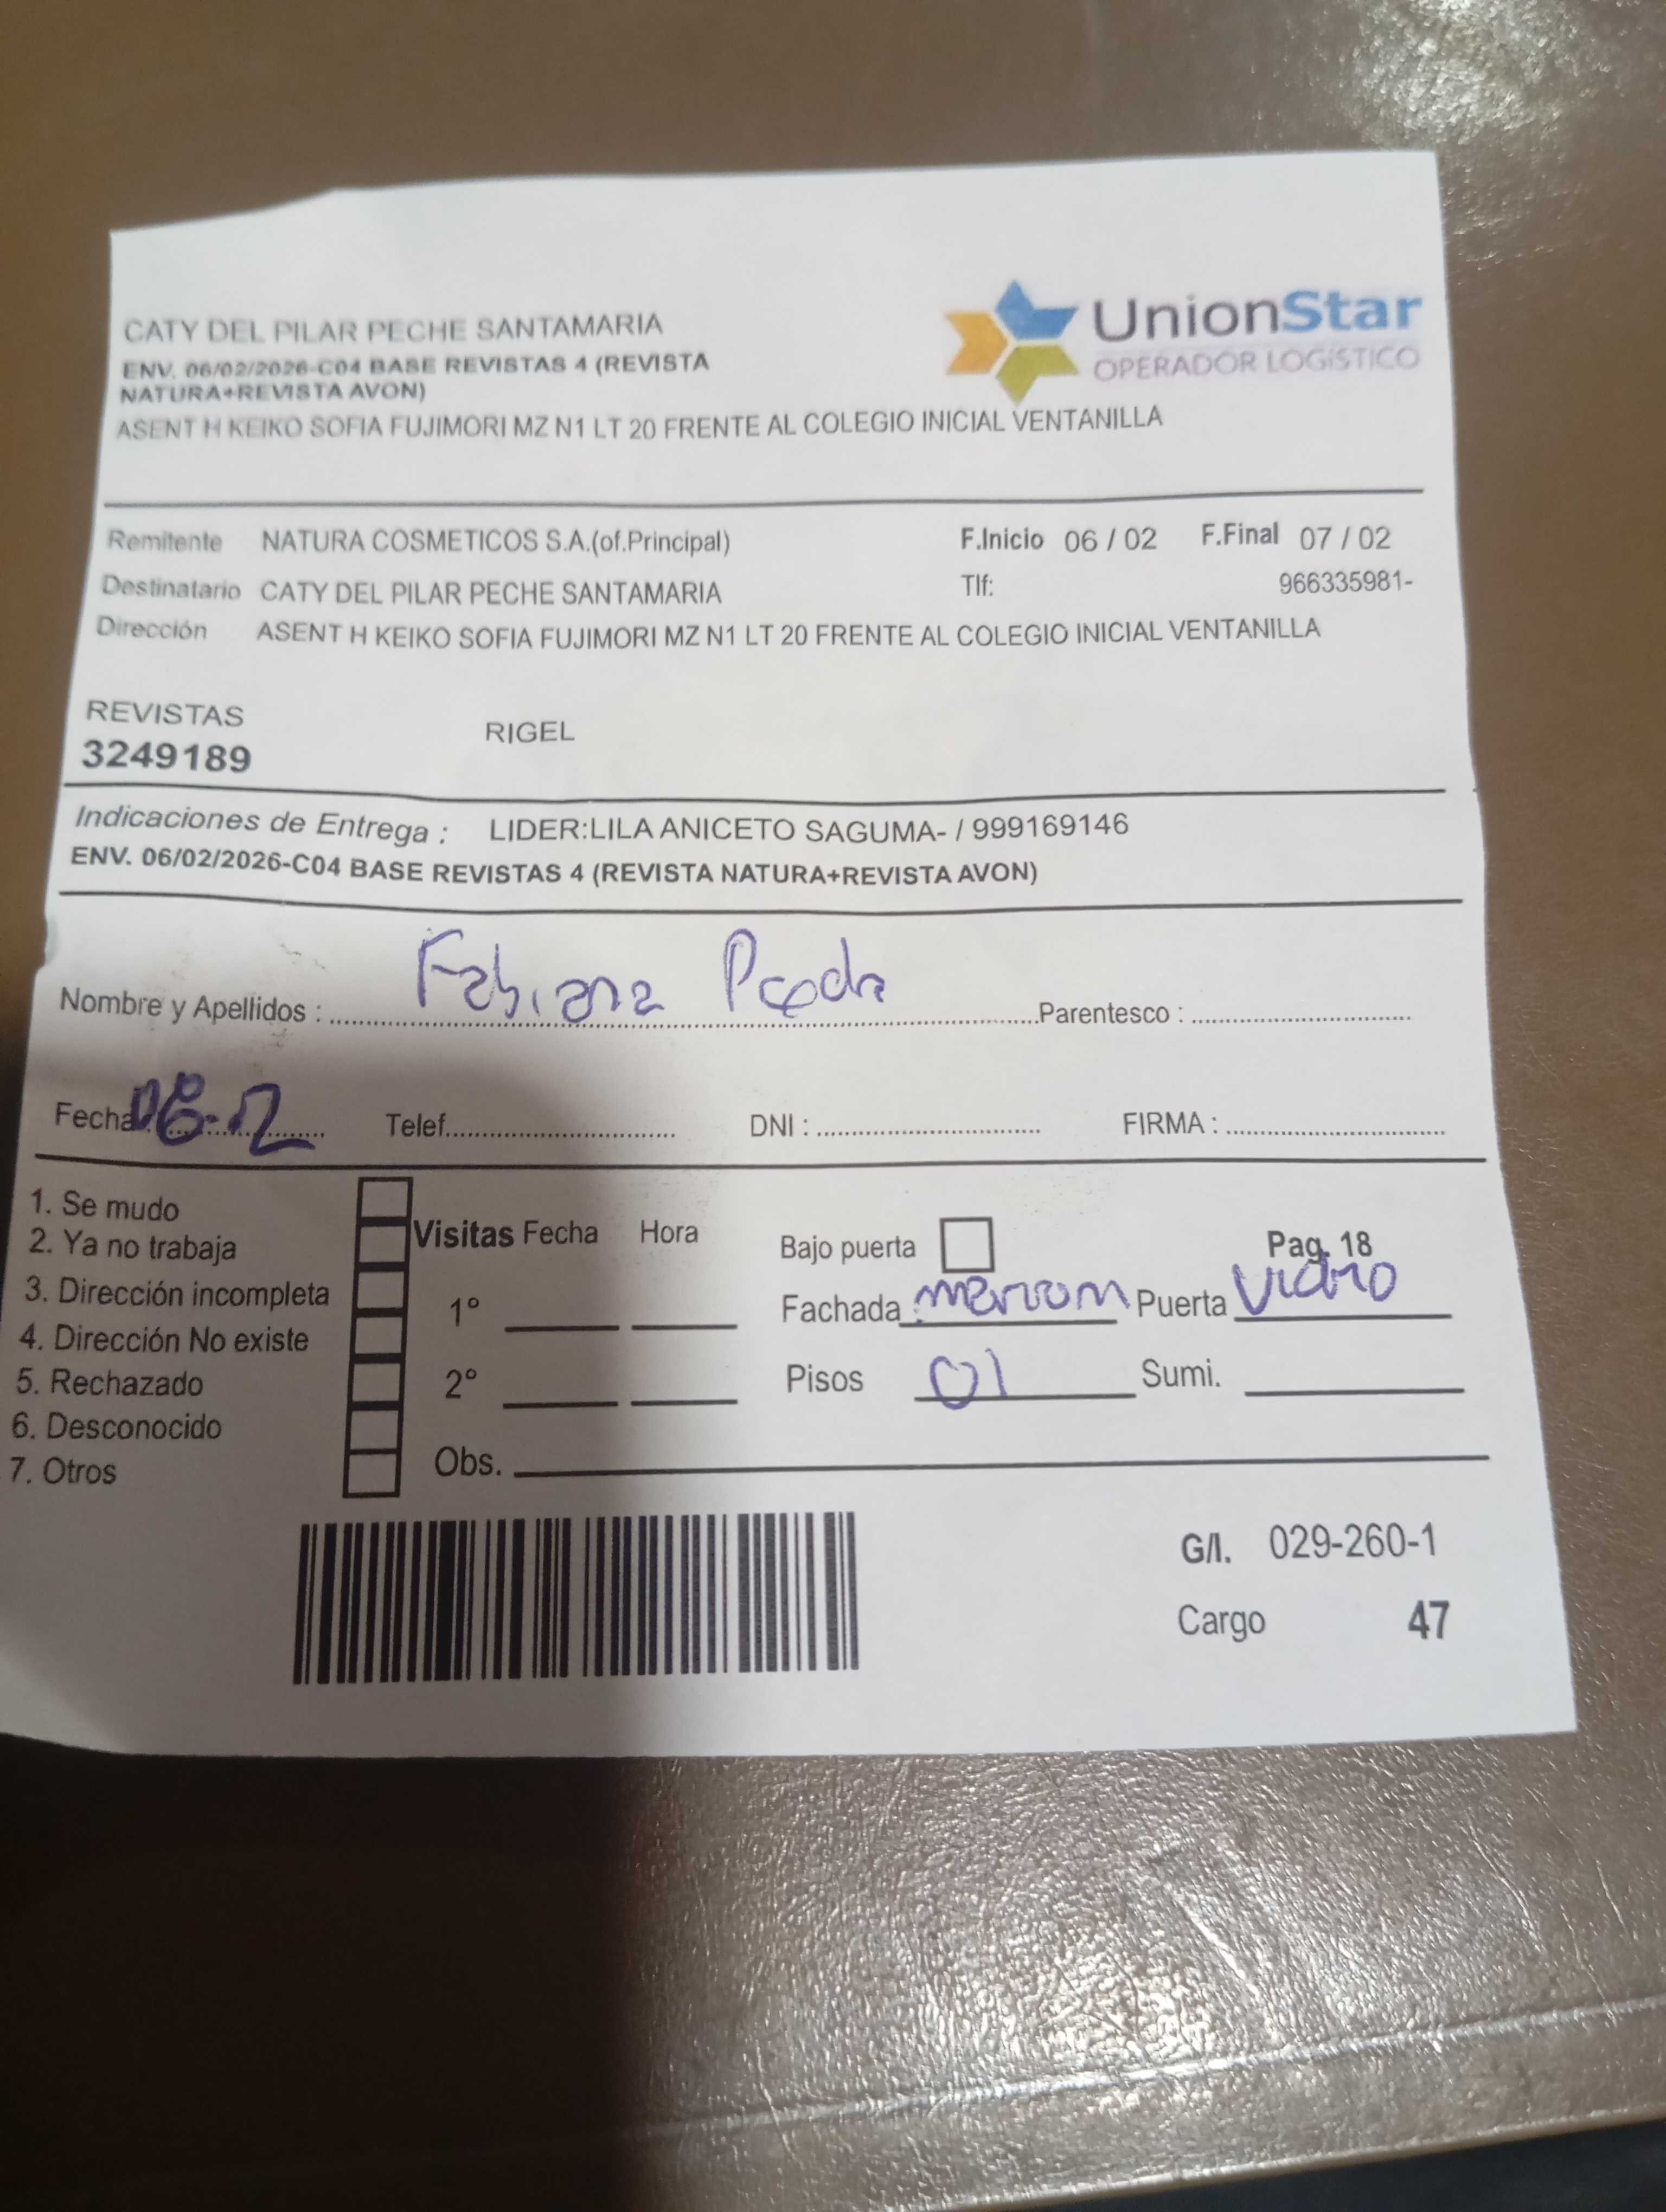 CATY DEL PILAR PECHE SANTAMARIA
ENV. 06/02/2026-C04 BASE REVISTAS 4 (REVISTA
NATURA+REVISTA AVON)
ASENT H KEIKO SOFIA FUJIMORI MZ N1 LT 20 FRENTE AL COLEGIO INICIAL VENTANILLA
UnionStar
OPERADOR LOGÍSTICO
Remitente NATURA COSMETICOS S.A.(of.Principal) F.Inicio 06 / 02 F.Final 07 / 02
Destinatario CATY DEL PILAR PECHE SANTAMARIA Tlf: 966335981-
Dirección ASENT H KEIKO SOFIA FUJIMORI MZ N1 LT 20 FRENTE AL COLEGIO INICIAL VENTANILLA
REVISTAS RIGEL
3249189
Indicaciones de Entrega : LIDER:LILA ANICETO SAGUMA- / 999169146
ENV. 06/02/2026-C04 BASE REVISTAS 4 (REVISTA NATURA+REVISTA AVON)
Nombre y Apellidos : Fabiana Parentesco :
Fecha Telef. DNI : FIRMA :
1. Se mudo
2. Ya no trabaja
3. Dirección incompleta
4. Dirección No existe
5. Rechazado
6. Desconocido
7. Otros
Visitas Fecha Hora
1°
2°
Obs.
Bajo puerta Pag. 18
Fachada marron Puerta Vidrio
Pisos 01 Sumi.
G/I. 029-260-1
Cargo 47